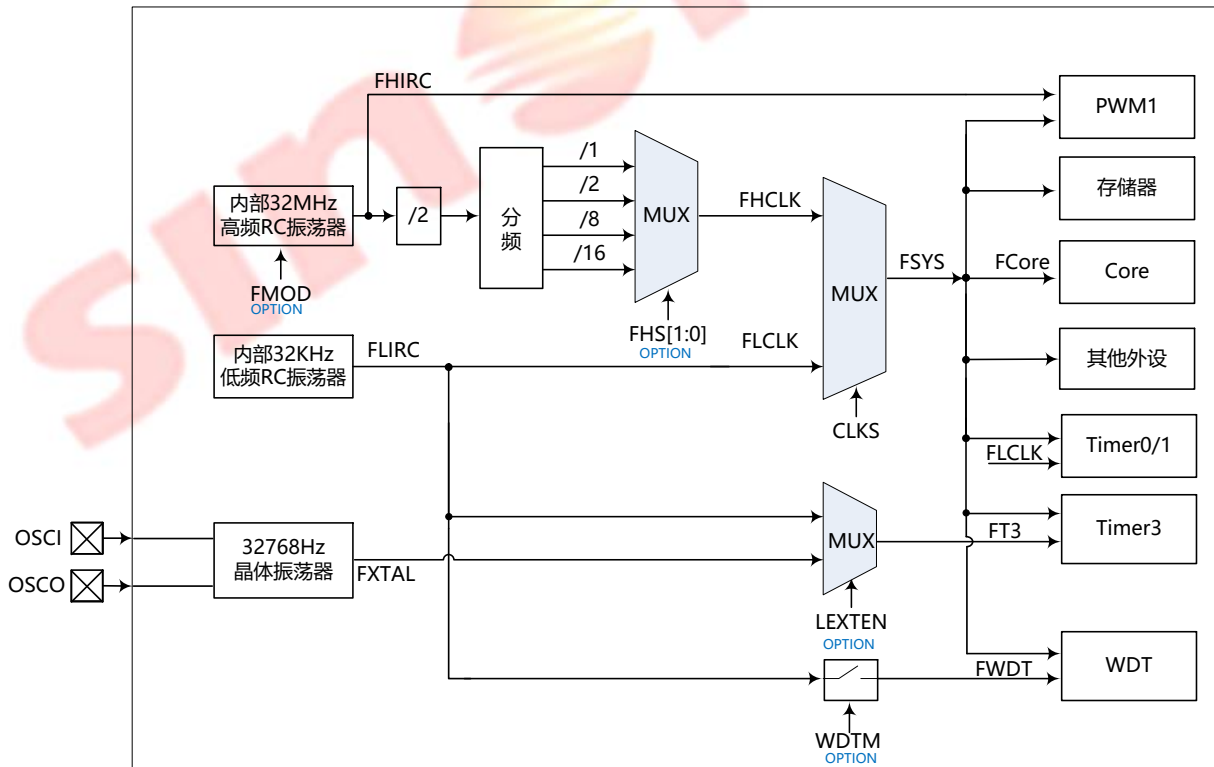 sinon
FHIRC
PWM1
内部32MHz
高频RC振荡器
/2
分
频
/1
/2
/8
/16
MUX
FHCLK
存储器
FMOD
OPTION
FHS[1:0]
OPTION
MUX
FSYS
FCore
Core
内部32KHz
低频RC振荡器
FLIRC
FLCLK
CLKS
其他外设
FLCLK
Timer0/1
OSCI
OSCO
32768Hz
晶体振荡器
FXTAL
MUX
FT3
Timer3
LEXTEN
OPTION
FWDT
WDT
WDTM
OPTION